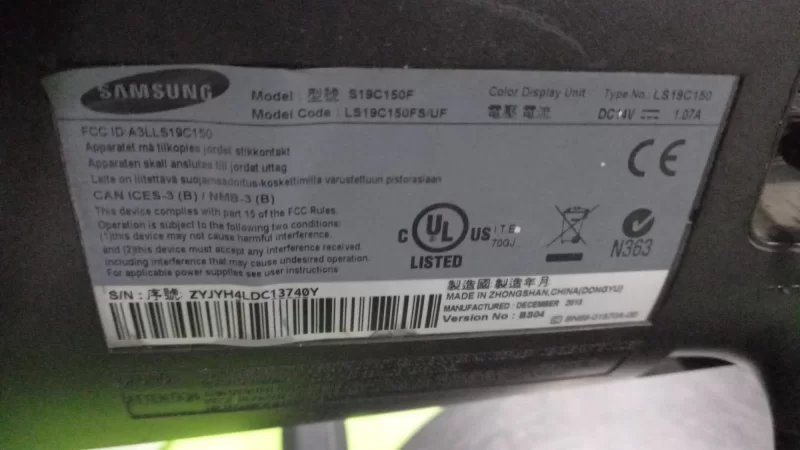 SAMSUNG
Model : 型號 S19C150F
Model Code : LS19C150FS/UF
Color Display Unit Type No.: LS19C150
電壓 電流 DC14V 1.07A
FCC ID:A3LLS19C150
Apparatet må tilkoples jordet stikkontakt
Apparaten skall anslutas till jordat uttag
Laite on liitettävä suojamaadoitus-koskettimilla varustettuun pistorasiaan
CAN ICES-3 (B) / NMB-3 (B)
This device complies with part 15 of the FCC Rules.
Operation is subject to the following two conditions:
(1)this device may not cause harmful interference,
and (2)this device must accept any interference received,
including interference that may cause undesired operation.
For applicable power supplies see user instructions
CE
C UL US
LISTED
I.T.E.
70GJ
N363
S/N : 序號 ZYJYH4LDC13740Y
製造國 製造年月
MADE IN ZHONGSHAN,CHINA(DONGYU)
MANUFACTURED : DECEMBER 2013
Version No : BS04